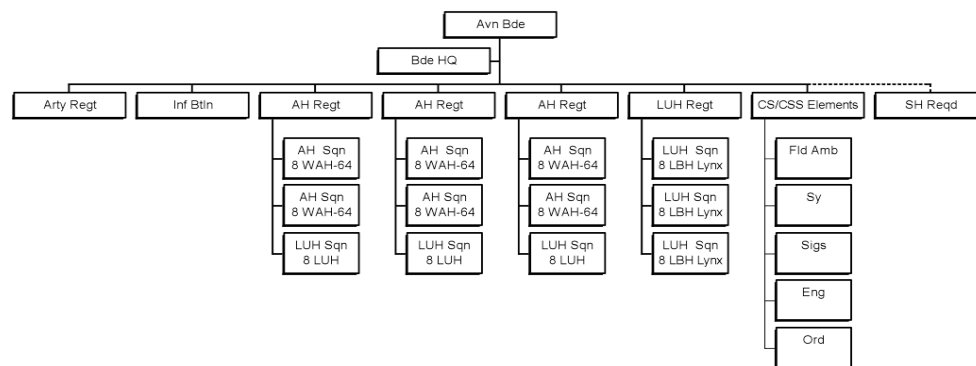 Avn Bde
Bde HQ
Arty Regt
Inf Btln
AH Regt
AH Regt
AH Regt
LUH Regt
CS/CSS Elements
SH Reqd
AH Sqn
8 WAH-64
AH Sqn
8 WAH-64
LUH Sqn
8 LUH
AH Sqn
8 WAH-64
AH Sqn
8 WAH-64
LUH Sqn
8 LUH
AH Sqn
8 WAH-64
AH Sqn
8 WAH-64
LUH Sqn
8 LUH
LUH Sqn
8 LBH Lynx
LUH Sqn
8 LBH Lynx
LUH Sqn
8 LBH Lynx
Fld Amb
Sy
Sigs
Eng
Ord